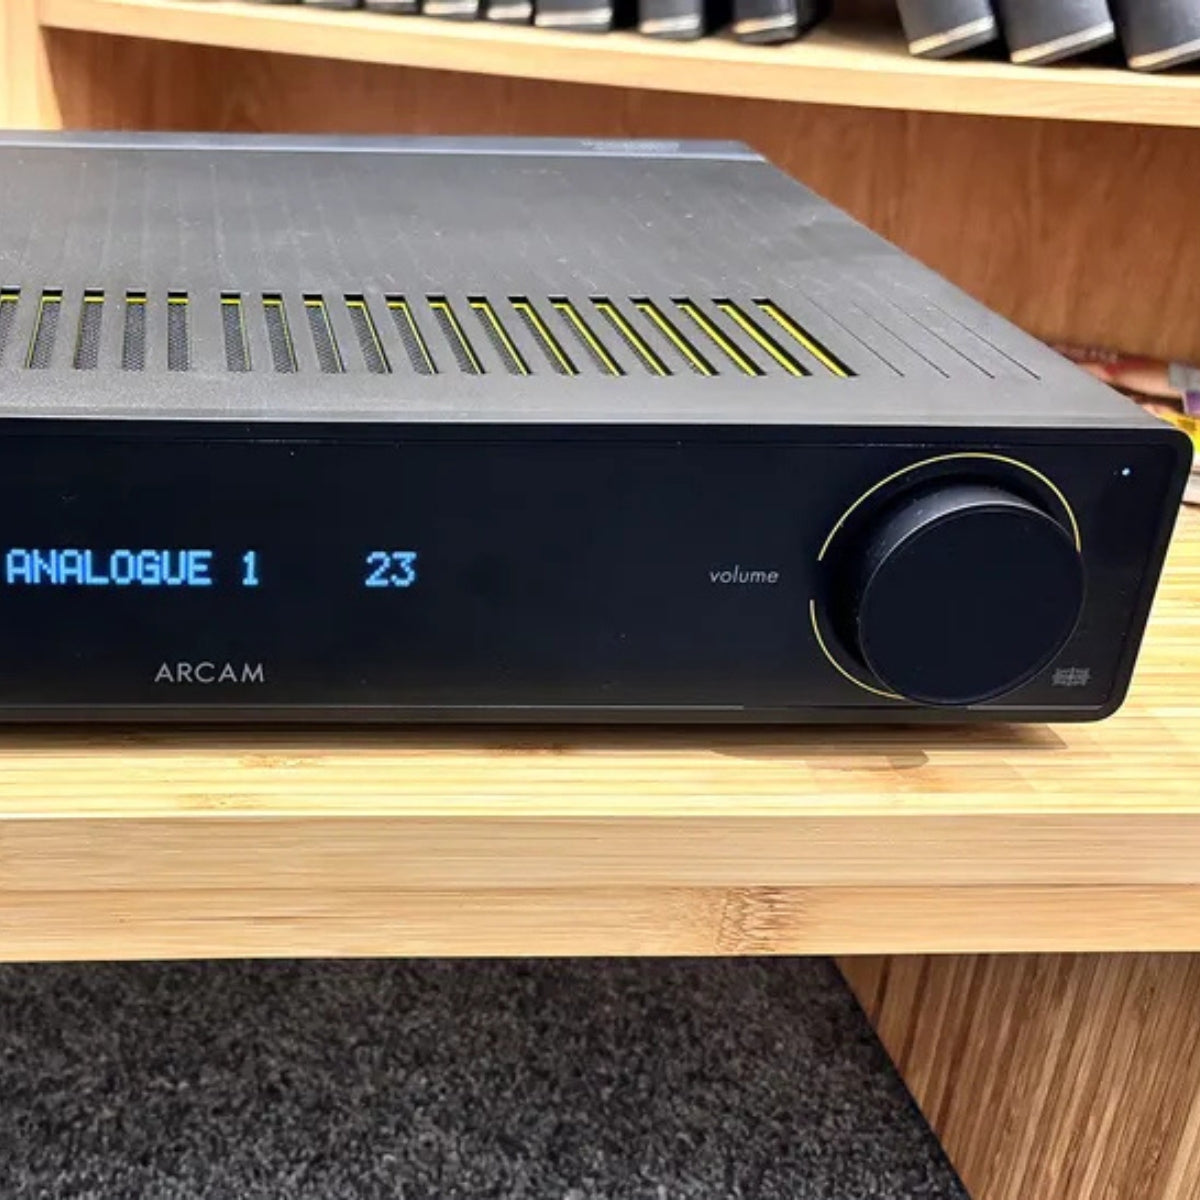 ANALOGUE 1 23
volume
ARCAM